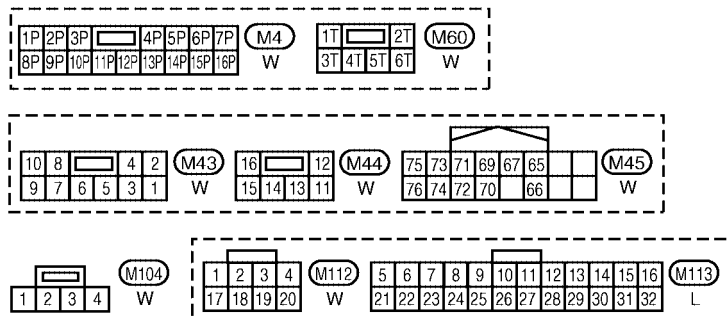 1P 2P 3P 4P 5P 6P 7P M4 1T 2T M60
8P 9P 10P 11P 12P 13P 14P 15P 16P W 3T 4T 5T 6T W
10 8 4 2 M43 16 12 M44 75 73 71 69 67 65 M45
9 7 6 5 3 1 W 15 14 13 11 W 76 74 72 70 66 W
M104 1 2 3 4 M112 5 6 7 8 9 10 11 12 13 14 15 16 M113
1 2 3 4 W 17 18 19 20 W 21 22 23 24 25 26 27 28 29 30 31 32 L